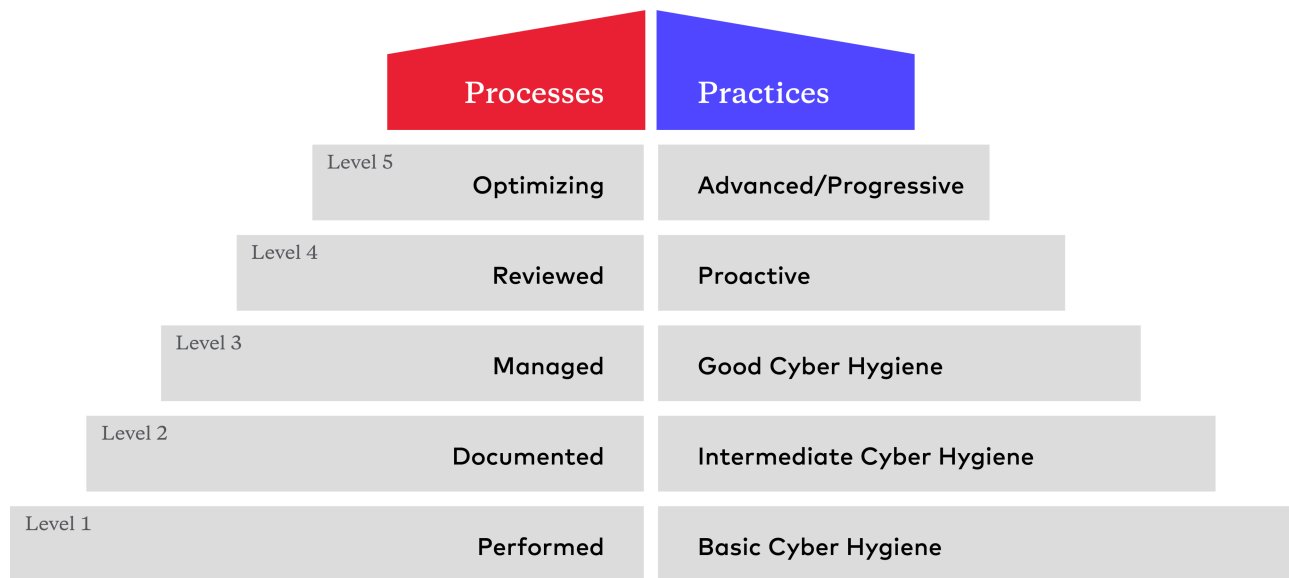 Processes Practices
Level 5
Optimizing Advanced/Progressive
Level 4
Reviewed Proactive
Level 3
Managed Good Cyber Hygiene
Level 2
Documented Intermediate Cyber Hygiene
Level 1
Performed Basic Cyber Hygiene